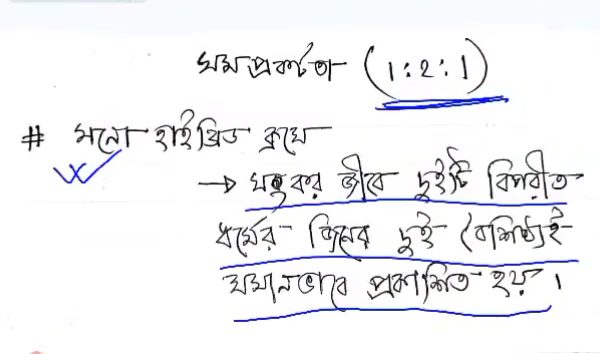 সমপ্রকটতা (1:2:1)
# মনো হাইব্রিড ক্রসে
→ সংকর জীবে দুইটি বিপরীত
ধর্মের জিনের দুই বৈশিষ্ট্যই
সমানভাবে প্রকাশিত হয়।